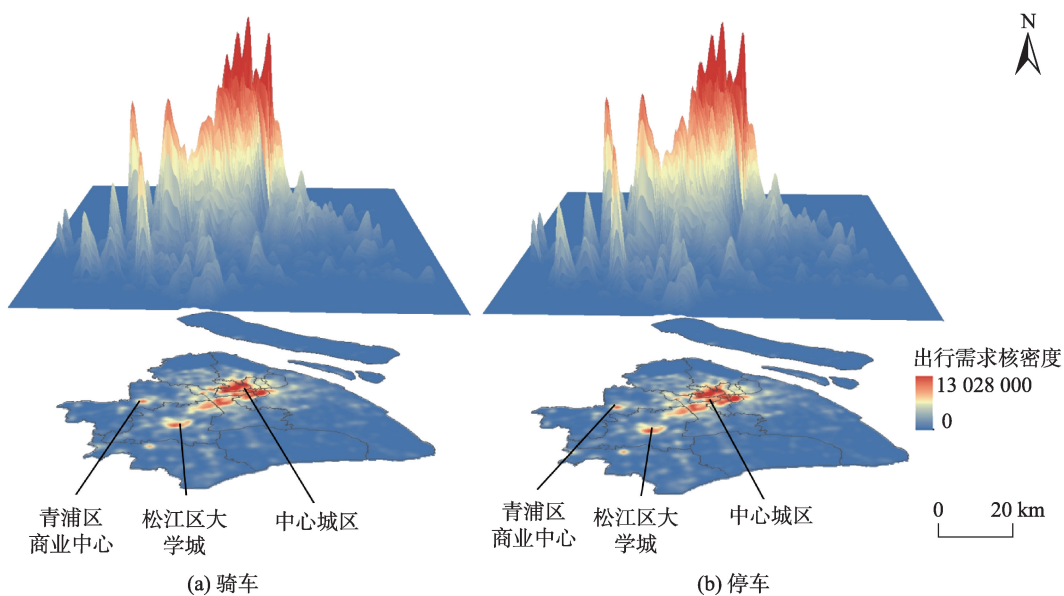 N
出行需求核密度
13 028 000
0
青浦区
商业中心
松江区大
学城
中心城区
青浦区
商业中心
松江区大
学城
中心城区
0 20 km
(a) 骑车
(b) 停车